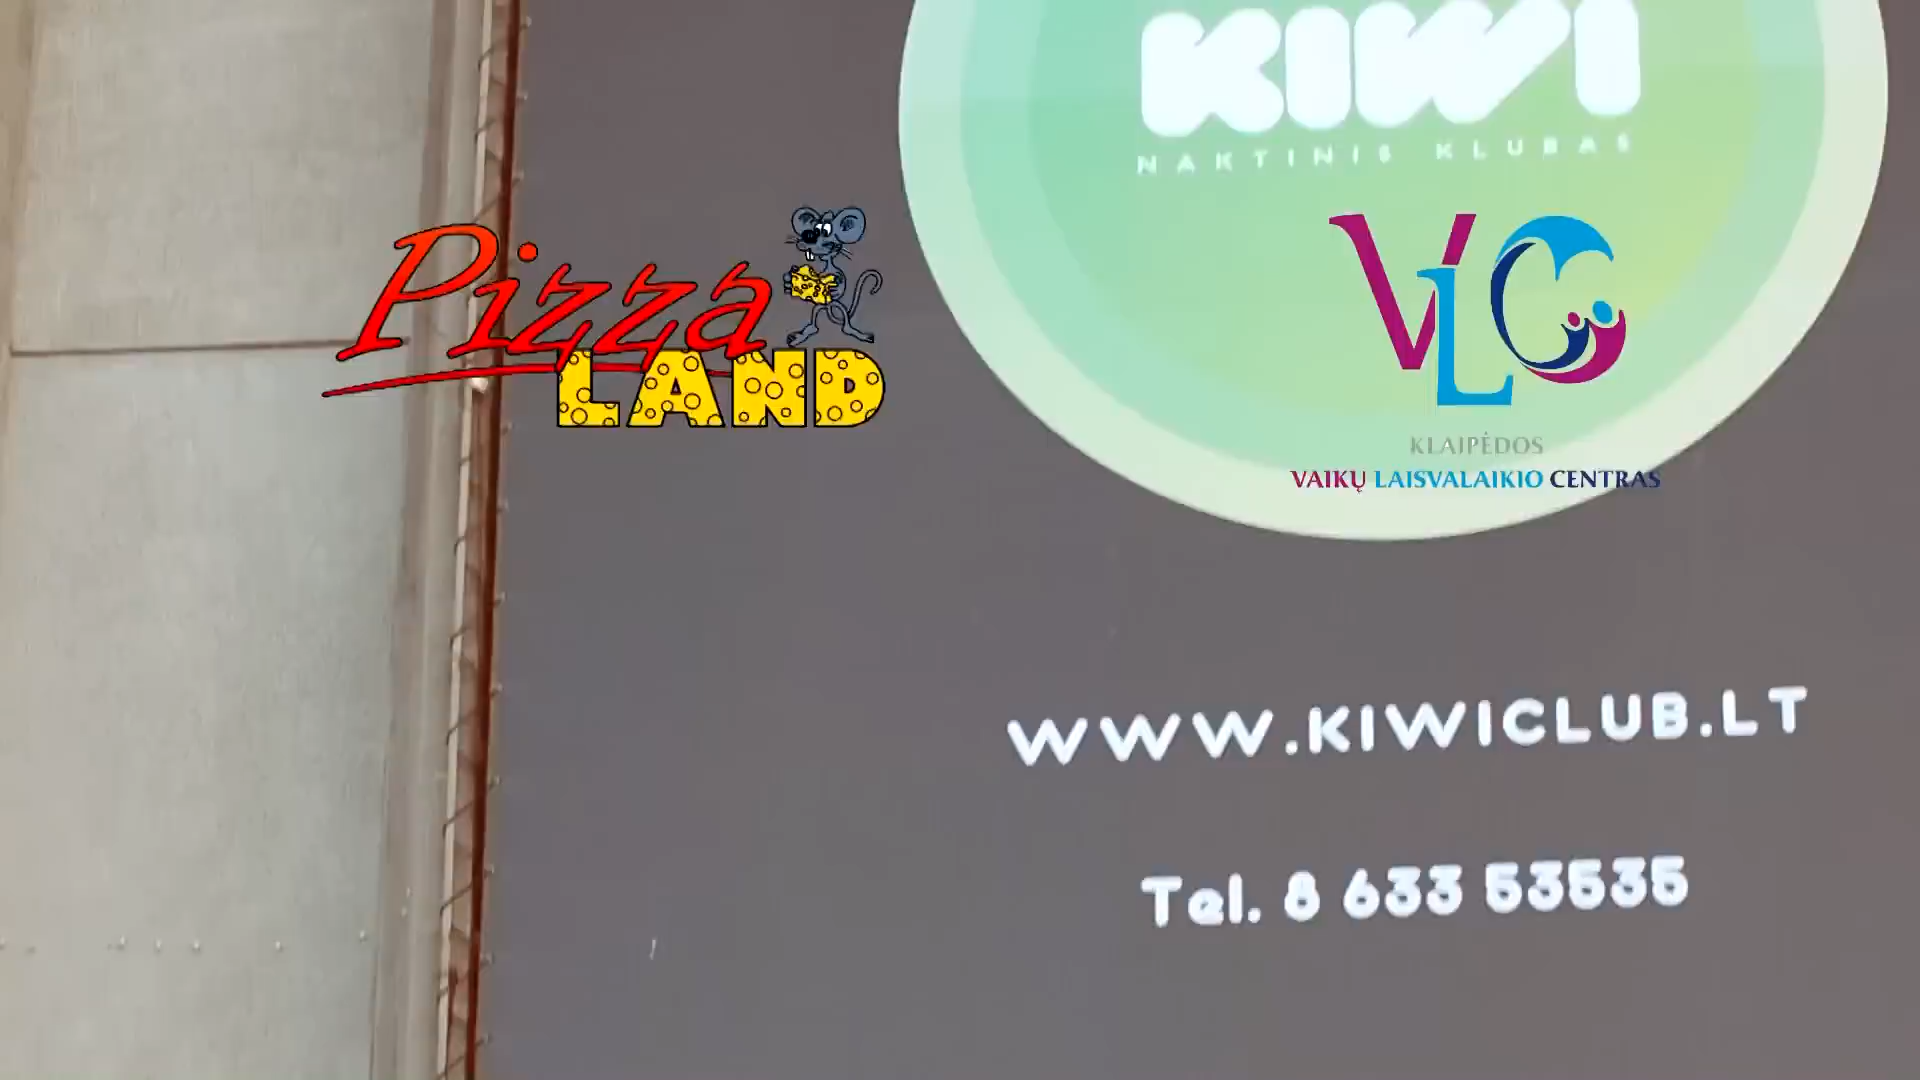 KIWI
NAKTINIS KLUBAS
Pizza
LAND
VLC
KLAIPĖDOS
VAIKŲ LAISVALAIKIO CENTRAS
WWW.KIWICLUB.LT
Tel. 8 633 53535